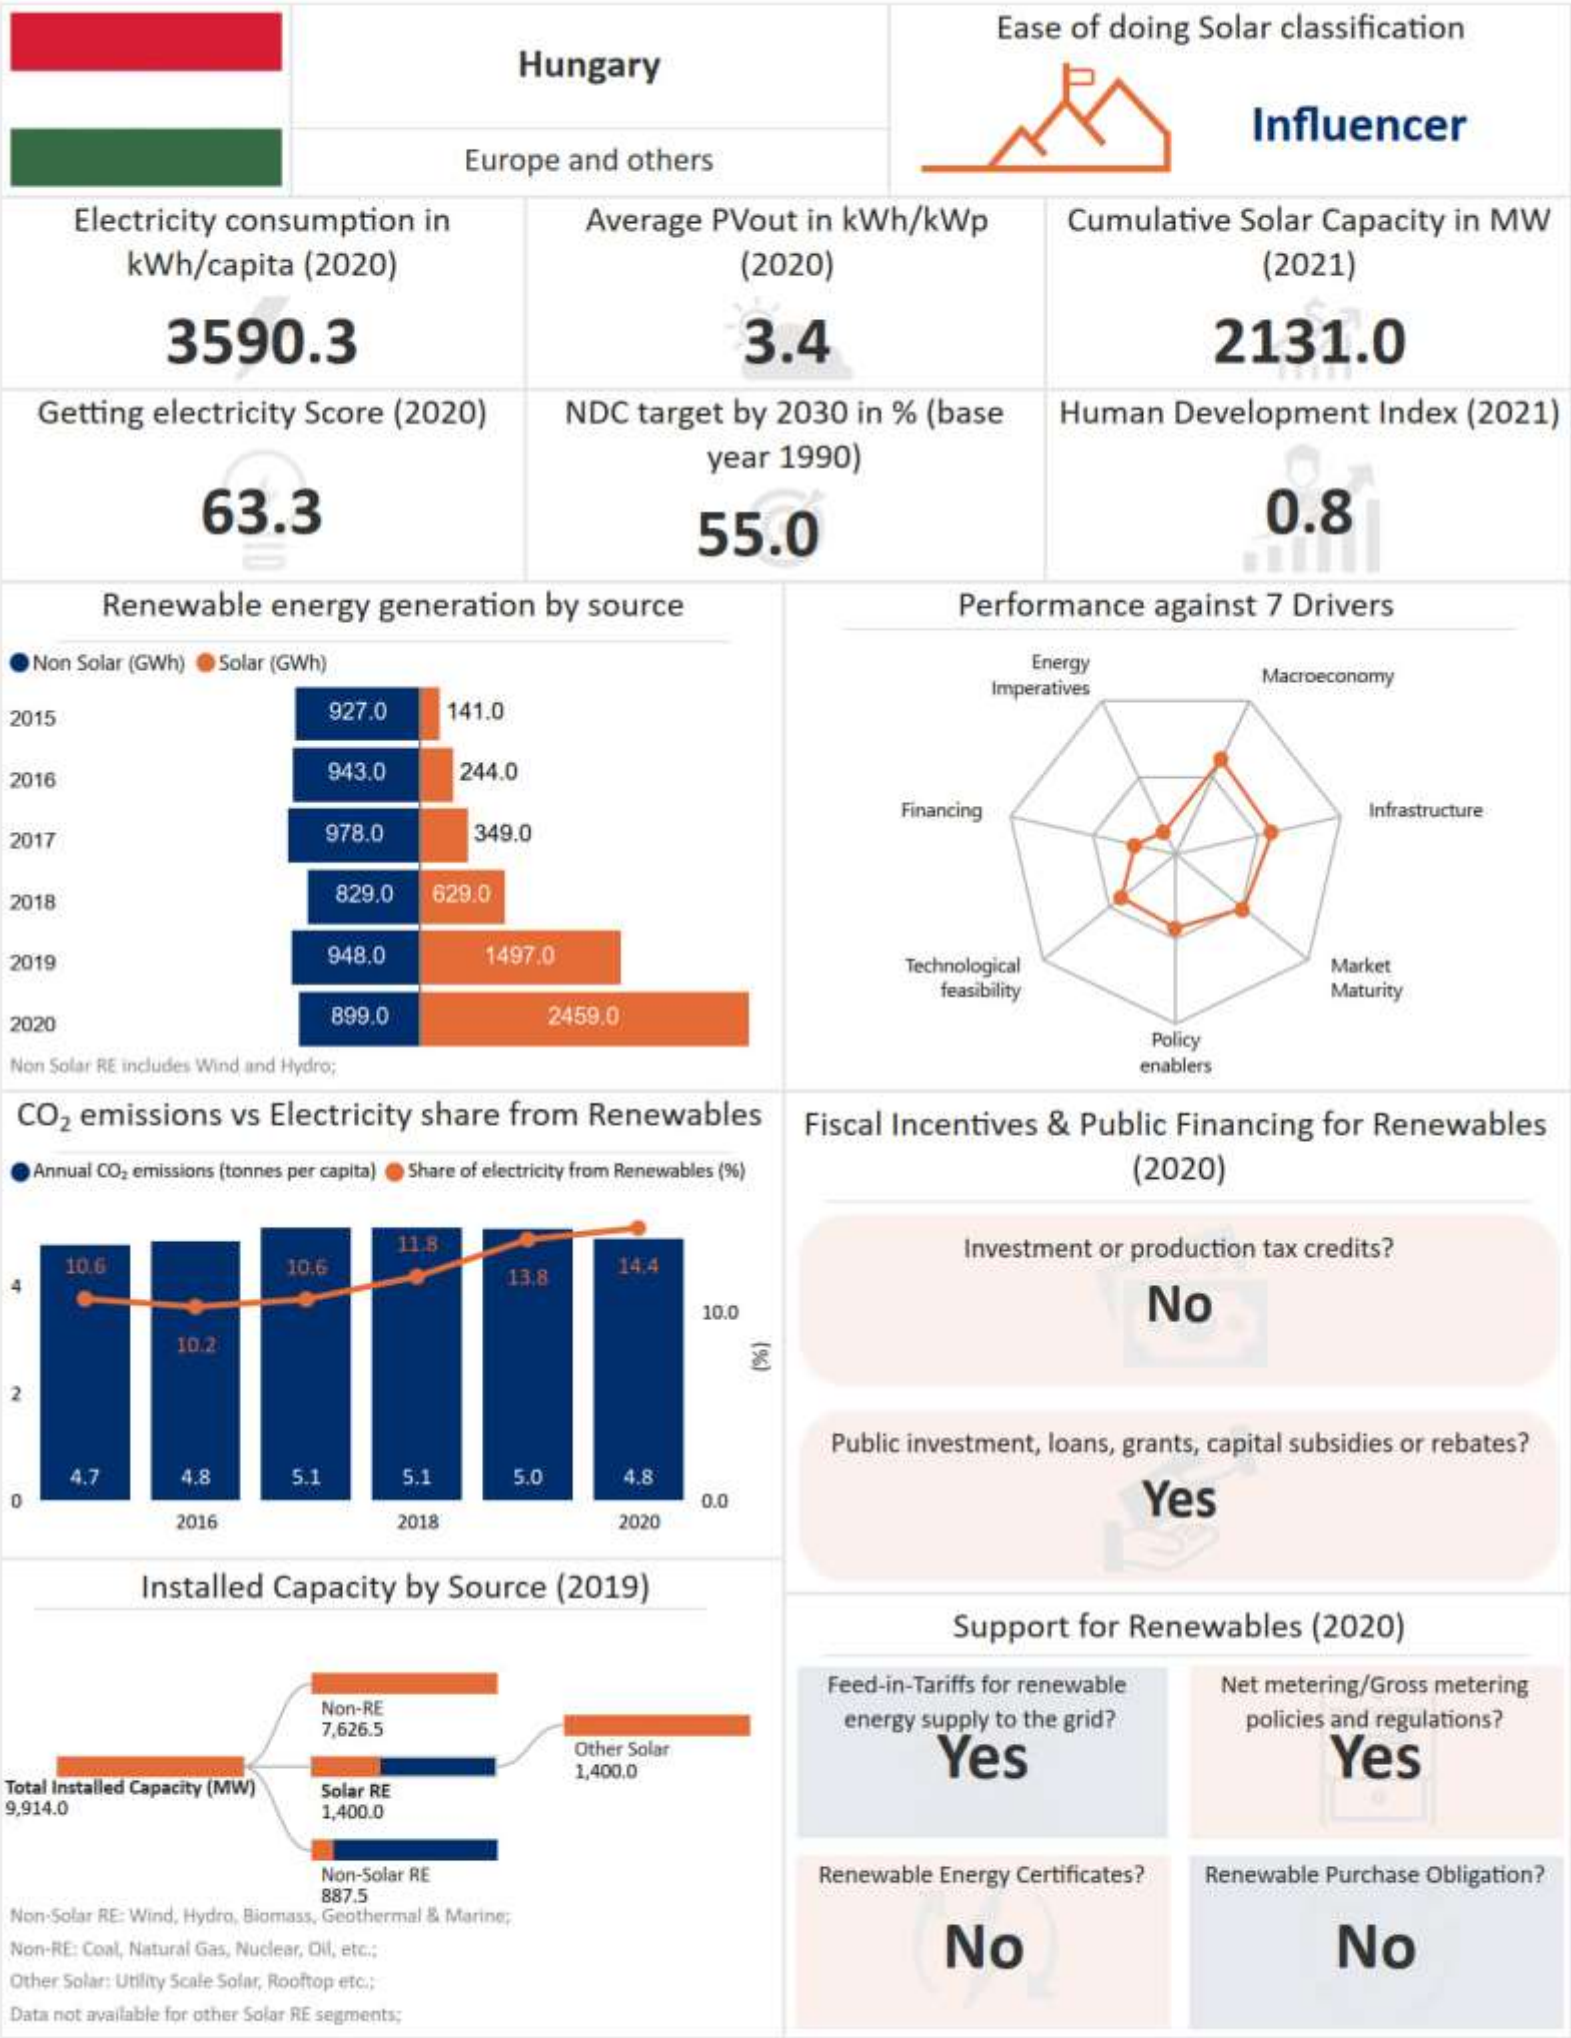 Hungary
Europe and others
Ease of doing Solar classification
Influencer
Electricity consumption in
kWh/capita (2020)
3590.3
Average PVout in kWh/kWp
(2020)
3.4
Cumulative Solar Capacity in MW
(2021)
2131.0
Getting electricity Score (2020)
63.3
NDC target by 2030 in % (base
year 1990)
55.0
Human Development Index (2021)
0.8
Renewable energy generation by source
Non Solar (GWh) Solar (GWh)
2015 927.0 141.0
2016 943.0 244.0
2017 978.0 349.0
2018 829.0 629.0
2019 948.0 1497.0
2020 899.0 2459.0
Non Solar RE includes Wind and Hydro;
Performance against 7 Drivers
Energy
Imperatives
Macroeconomy
Financing
Infrastructure
Technological
feasibility
Market
Maturity
Policy
enablers
CO₂ emissions vs Electricity share from Renewables
Annual CO₂ emissions (tonnes per capita) Share of electricity from Renewables (%)
10.6 10.2 10.6 11.8 13.8 14.4
4
2
0
10.0
0.0
(%)
4.7 4.8 5.1 5.1 5.0 4.8
2016 2018 2020
Fiscal Incentives & Public Financing for Renewables
(2020)
Investment or production tax credits?
No
Public investment, loans, grants, capital subsidies or rebates?
Yes
Installed Capacity by Source (2019)
Total Installed Capacity (MW)
9,914.0
Non-RE
7,626.5
Solar RE
1,400.0
Non-Solar RE
887.5
Other Solar
1,400.0
Non-Solar RE: Wind, Hydro, Biomass, Geothermal & Marine;
Non-RE: Coal, Natural Gas, Nuclear, Oil, etc.;
Other Solar: Utility Scale Solar, Rooftop etc.;
Data not available for other Solar RE segments;
Support for Renewables (2020)
Feed-in-Tariffs for renewable
energy supply to the grid?
Yes
Net metering/Gross metering
policies and regulations?
Yes
Renewable Energy Certificates?
No
Renewable Purchase Obligation?
No